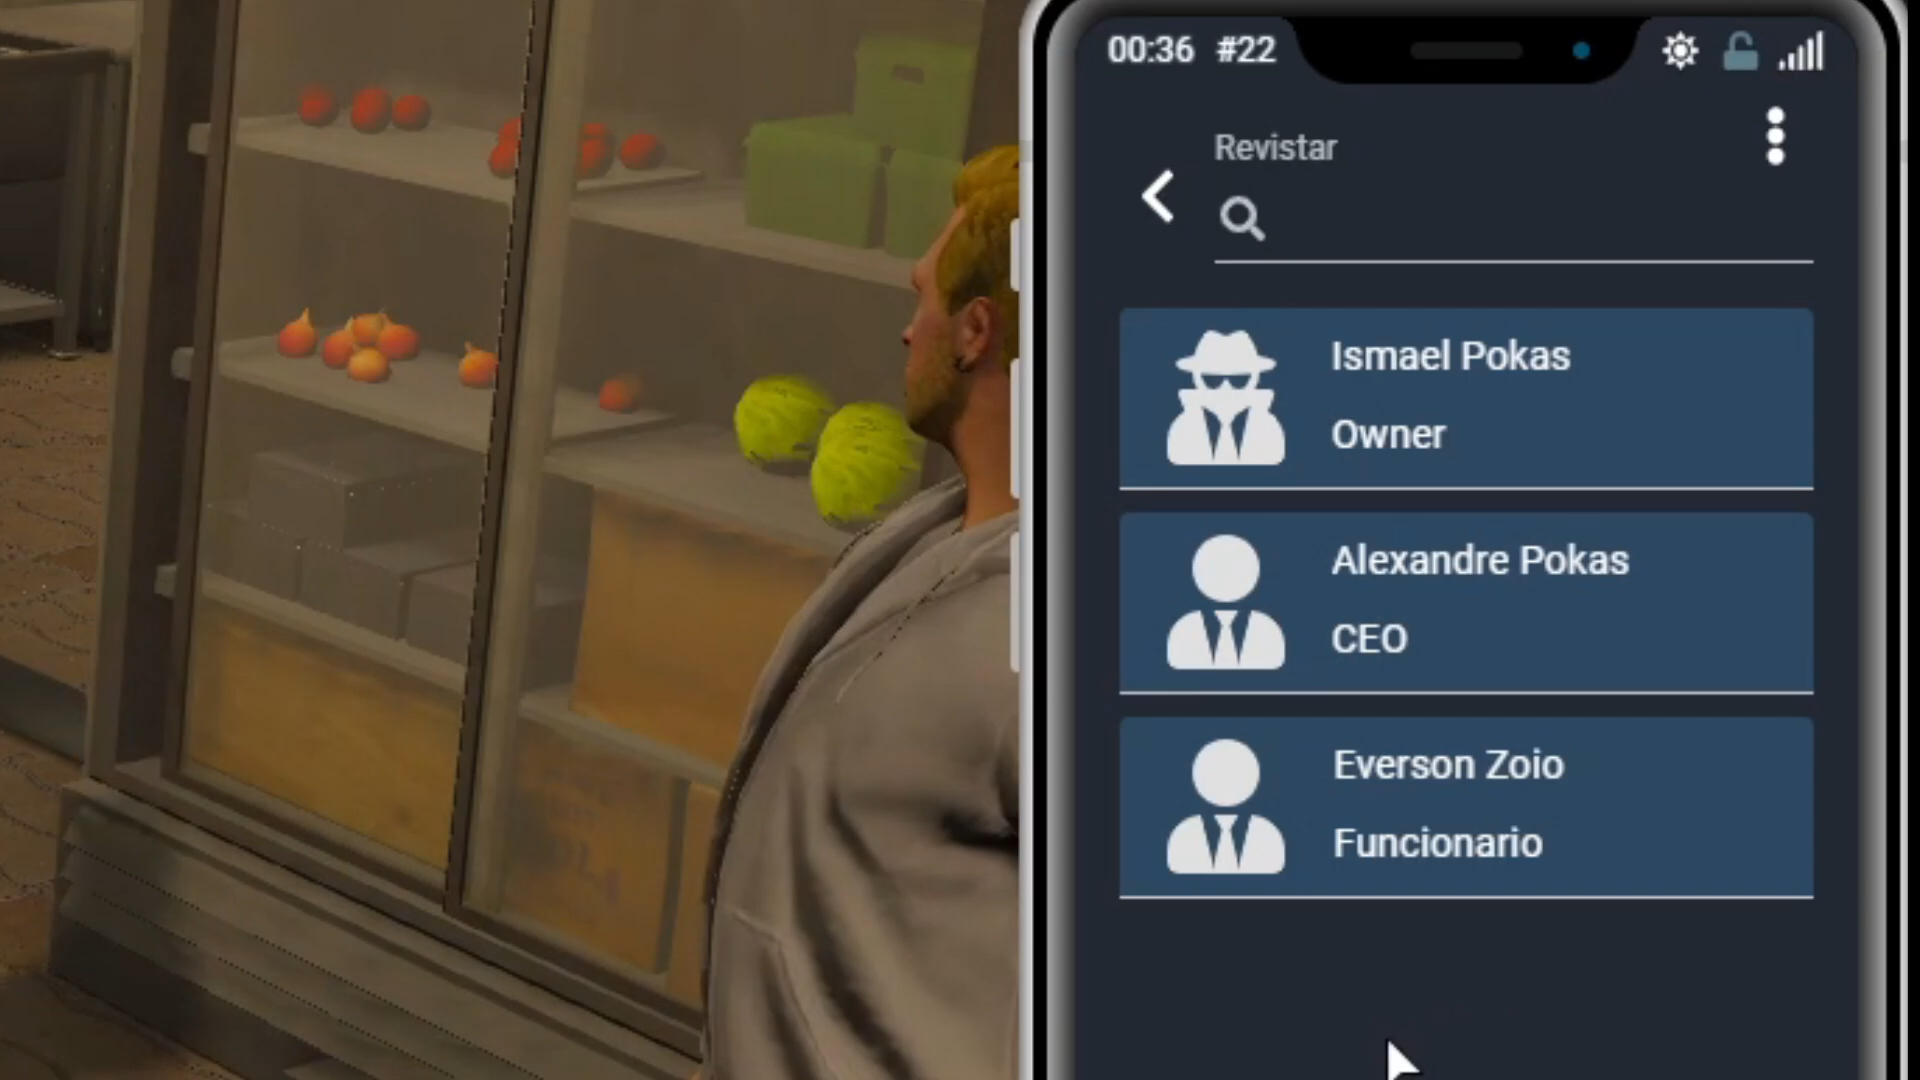 00:36 #22
Revistar
Ismael Pokas
Owner
Alexandre Pokas
CEO
Everson Zoio
Funcionario